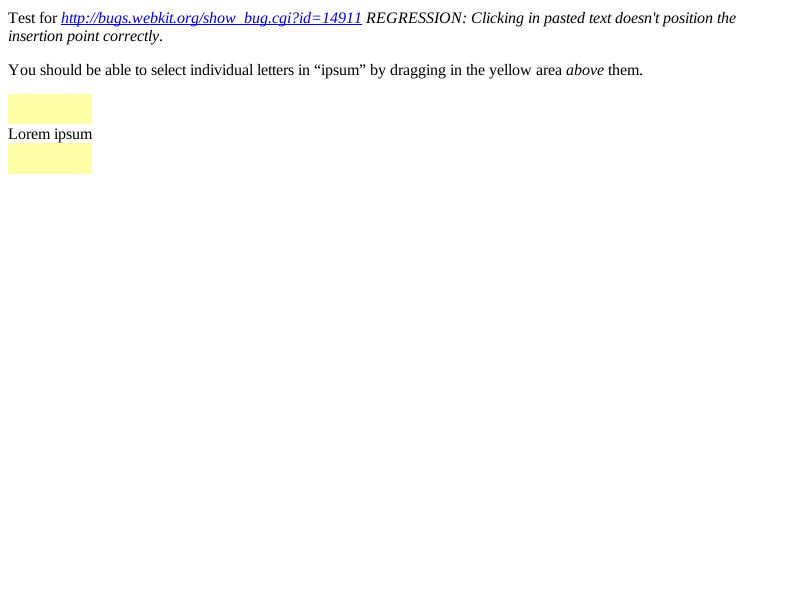 Test for http://bugs.webkit.org/show_bug.cgi?id=14911 REGRESSION: Clicking in pasted text doesn't position the
insertion point correctly.
You should be able to select individual letters in “ipsum” by dragging in the yellow area above them.
Lorem ipsum